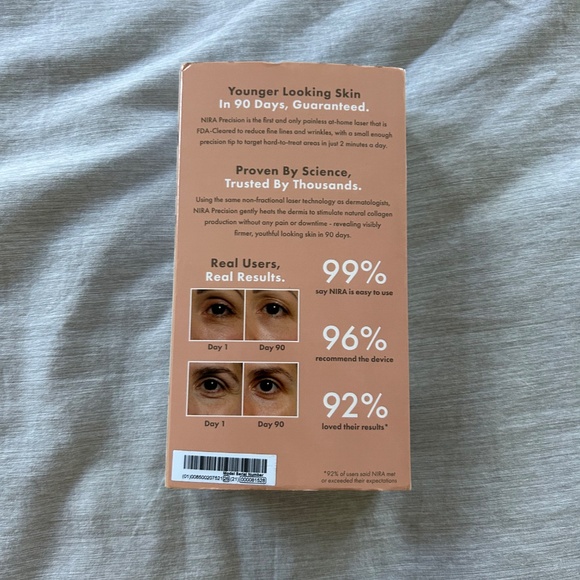 Younger Looking Skin
In 90 Days, Guaranteed.
NIRA Precision is the first and only painless at-home laser that is
FDA-Cleared to reduce fine lines and wrinkles, with a small enough
precision tip to target hard-to-treat areas in just 2 minutes a day.
Proven By Science,
Trusted By Thousands.
Using the same non-fractional laser technology as dermatologists,
NIRA Precision gently heats the dermis to stimulate natural collagen
production without any pain or downtime - revealing visibly
firmer, youthful looking skin in 90 days.
Real Users,
Real Results.
Day 1
Day 90
Day 1
Day 90
99%
say NIRA is easy to use
96%
recommend the device
92%
loved their results*
*92% of users said NIRA met
or exceeded their expectations
Model Serial Number